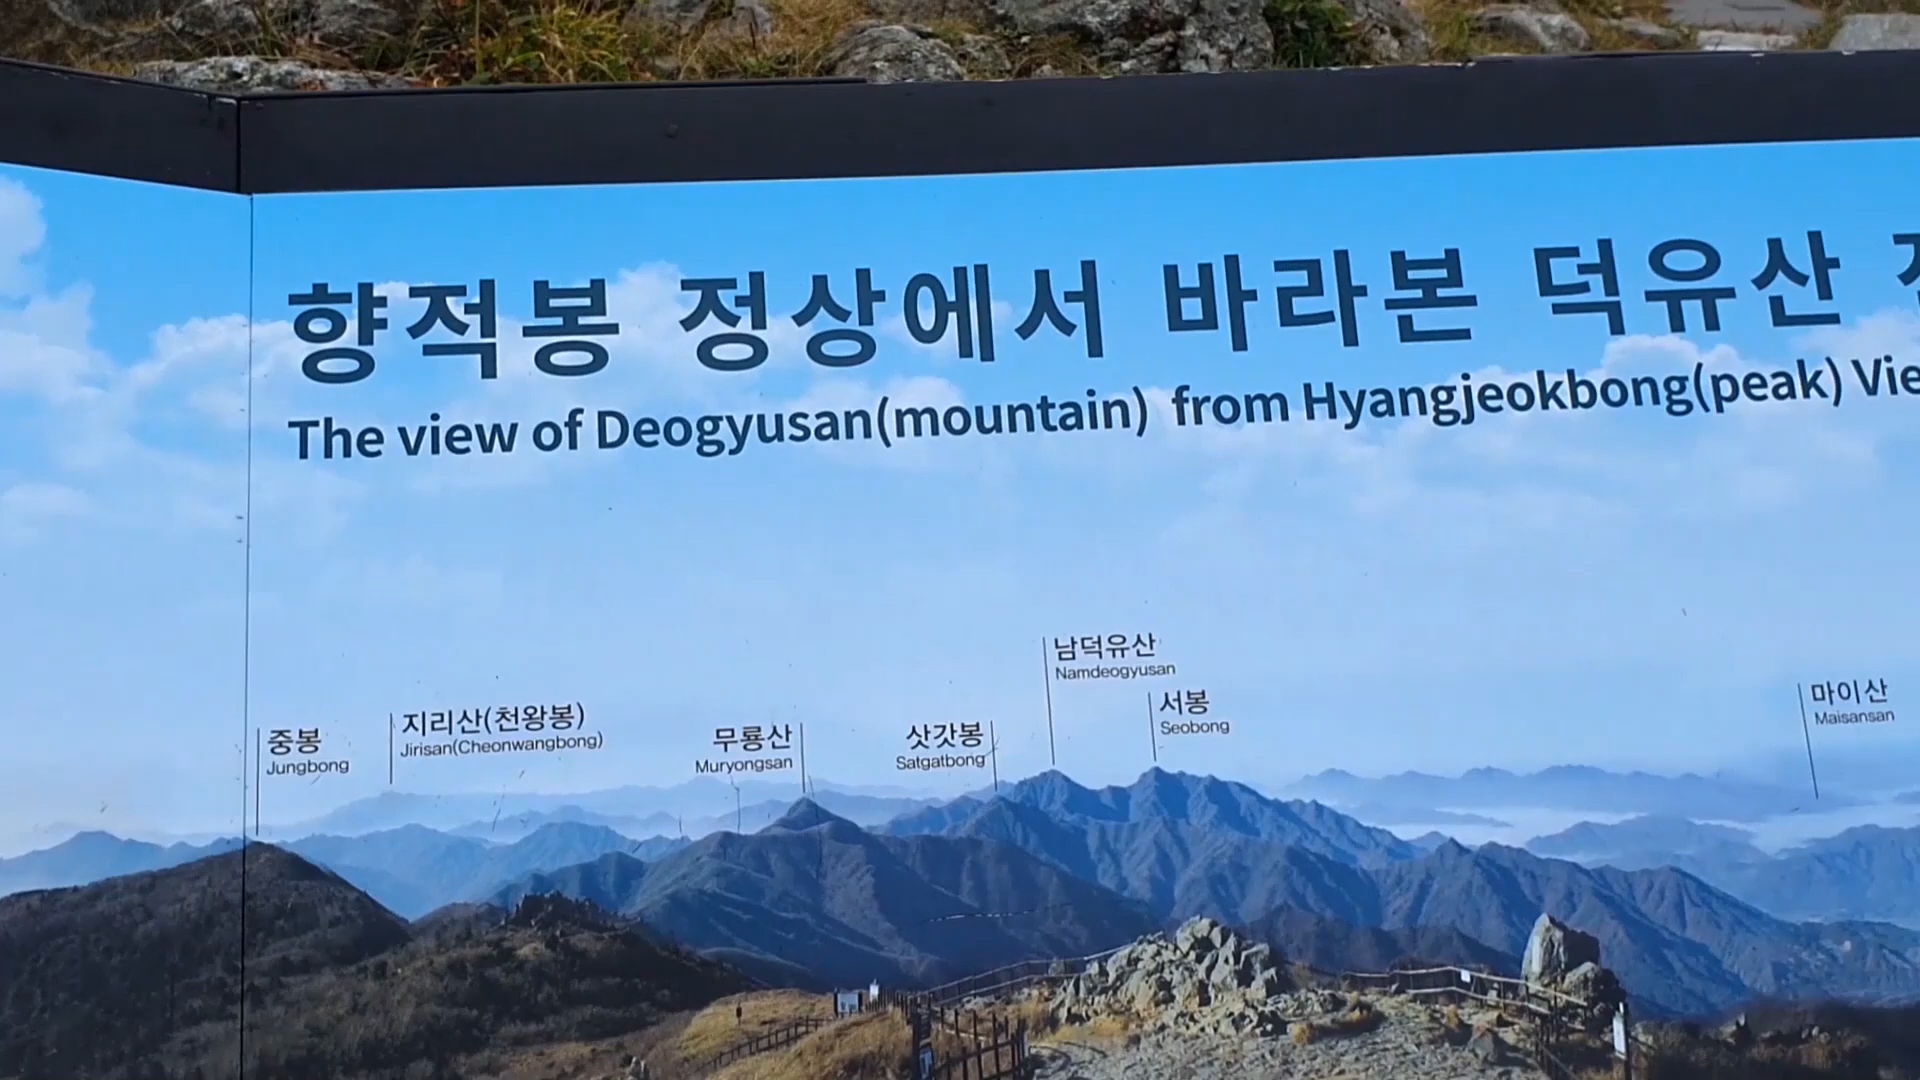 향적봉 정상에서 바라본 덕유산
The view of Deogyusan(mountain) from Hyangjeokbong(peak)
남덕유산
Namdeogyusan
중봉
Jungbong
지리산(천왕봉)
Jirisan(Cheonwangbong)
무룡산
Muryongsan
삿갓봉
Satgatbong
서봉
Seobong
마이산
Maisansan